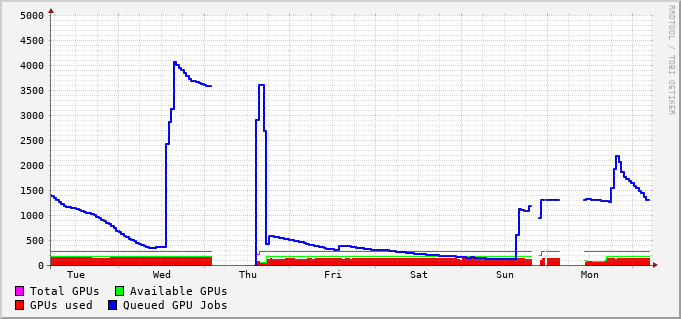 RRDTOOL / TOBI OETIKER
5000
4500
4000
3500
3000
2500
2000
1500
1000
500
0
Tue Wed Thu Fri Sat Sun Mon
Total GPUs Available GPUs
GPUs used Queued GPU Jobs